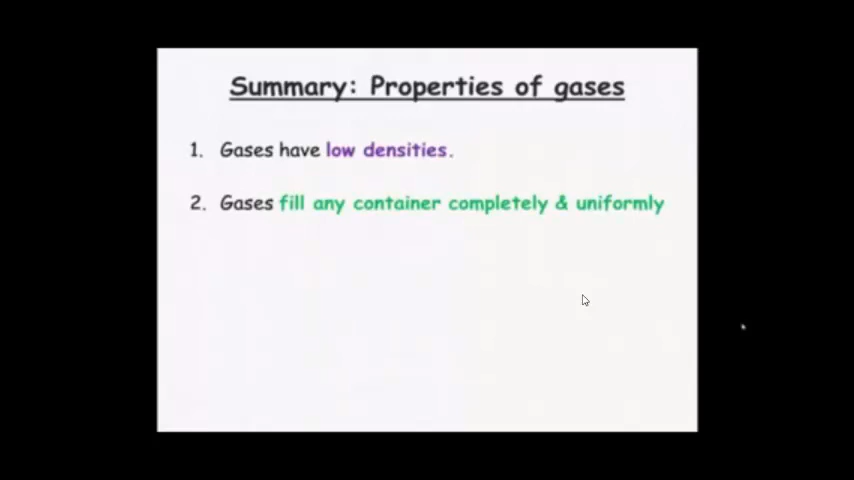 Summary: Properties of gases
1. Gases have low densities.
2. Gases fill any container completely & uniformly